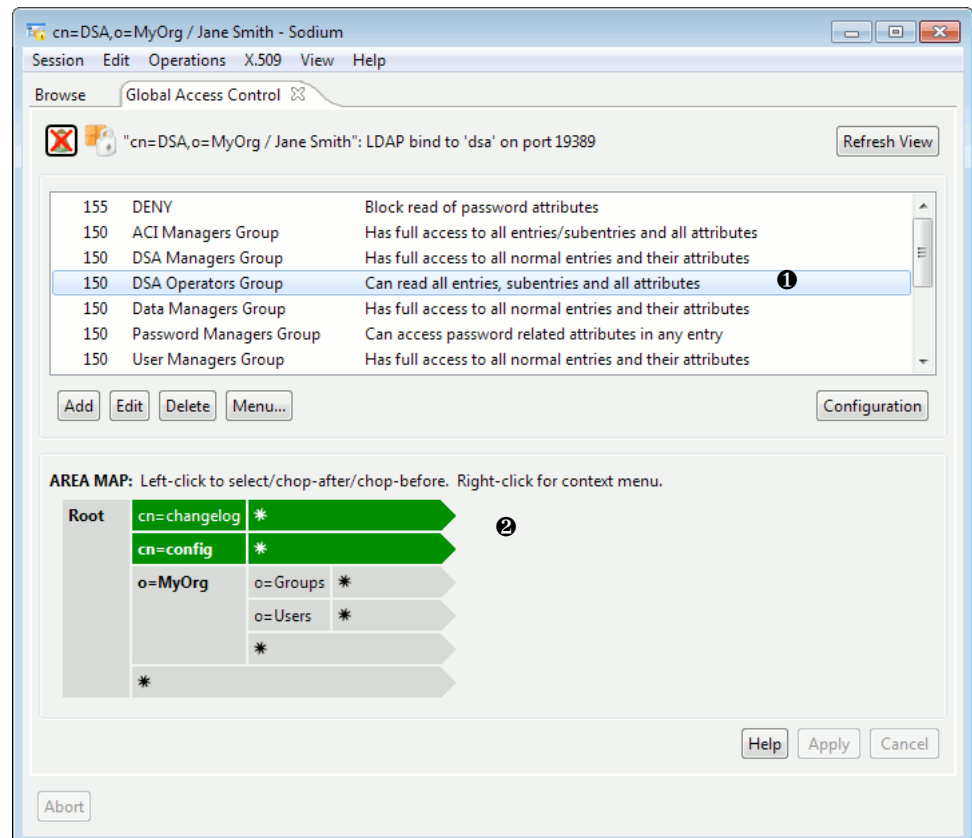 cn=DSA,o=MyOrg / Jane Smith - Sodium
Session Edit Operations X.509 View Help
Browse Global Access Control
"cn=DSA,o=MyOrg / Jane Smith": LDAP bind to 'dsa' on port 19389 Refresh View
155 DENY Block read of password attributes
150 ACI Managers Group Has full access to all entries/subentries and all attributes
150 DSA Managers Group Has full access to all normal entries and their attributes
150 DSA Operators Group Can read all entries, subentries and all attributes ❶
150 Data Managers Group Has full access to all normal entries and their attributes
150 Password Managers Group Can access password related attributes in any entry
150 User Managers Group Has full access to all normal entries and their attributes
Add Edit Delete Menu... Configuration
AREA MAP: Left-click to select/chop-after/chop-before. Right-click for context menu.
Root cn=changelog * ❷
cn=config *
o=MyOrg o=Groups *
o=Users *
*
*
Help Apply Cancel
Abort